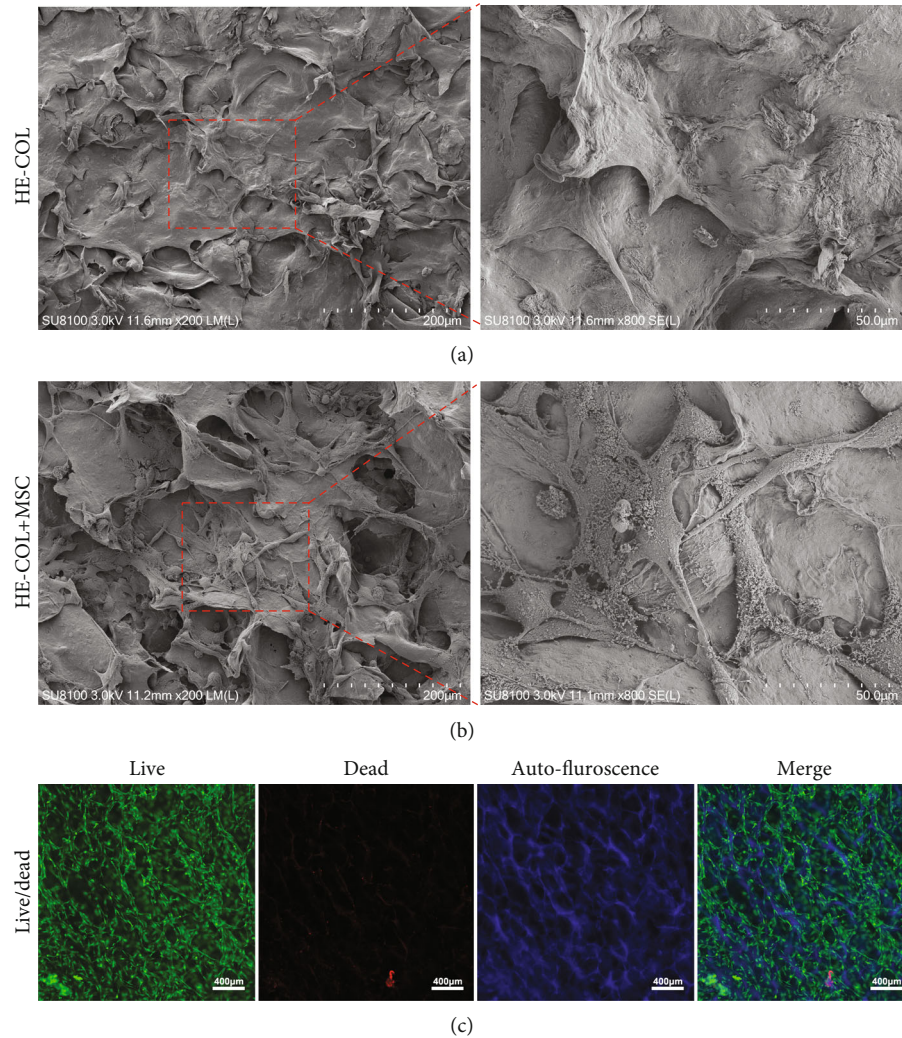 HE-COL
SU8100 3.0kV 11.6mm x200 LM(L)
200µm
SU8100 3.0kV 11.6mm x800 SE(L)
50.0µm
(a)
HE-COL+MSC
SU8100 3.0kV 11.2mm x200 LM(L)
200µm
SU8100 3.0kV 11.1mm x800 SE(L)
50.0µm
(b)
Live
Dead
Auto-fluroscence
Merge
Live/dead
400µm
400µm
400µm
400µm
(c)